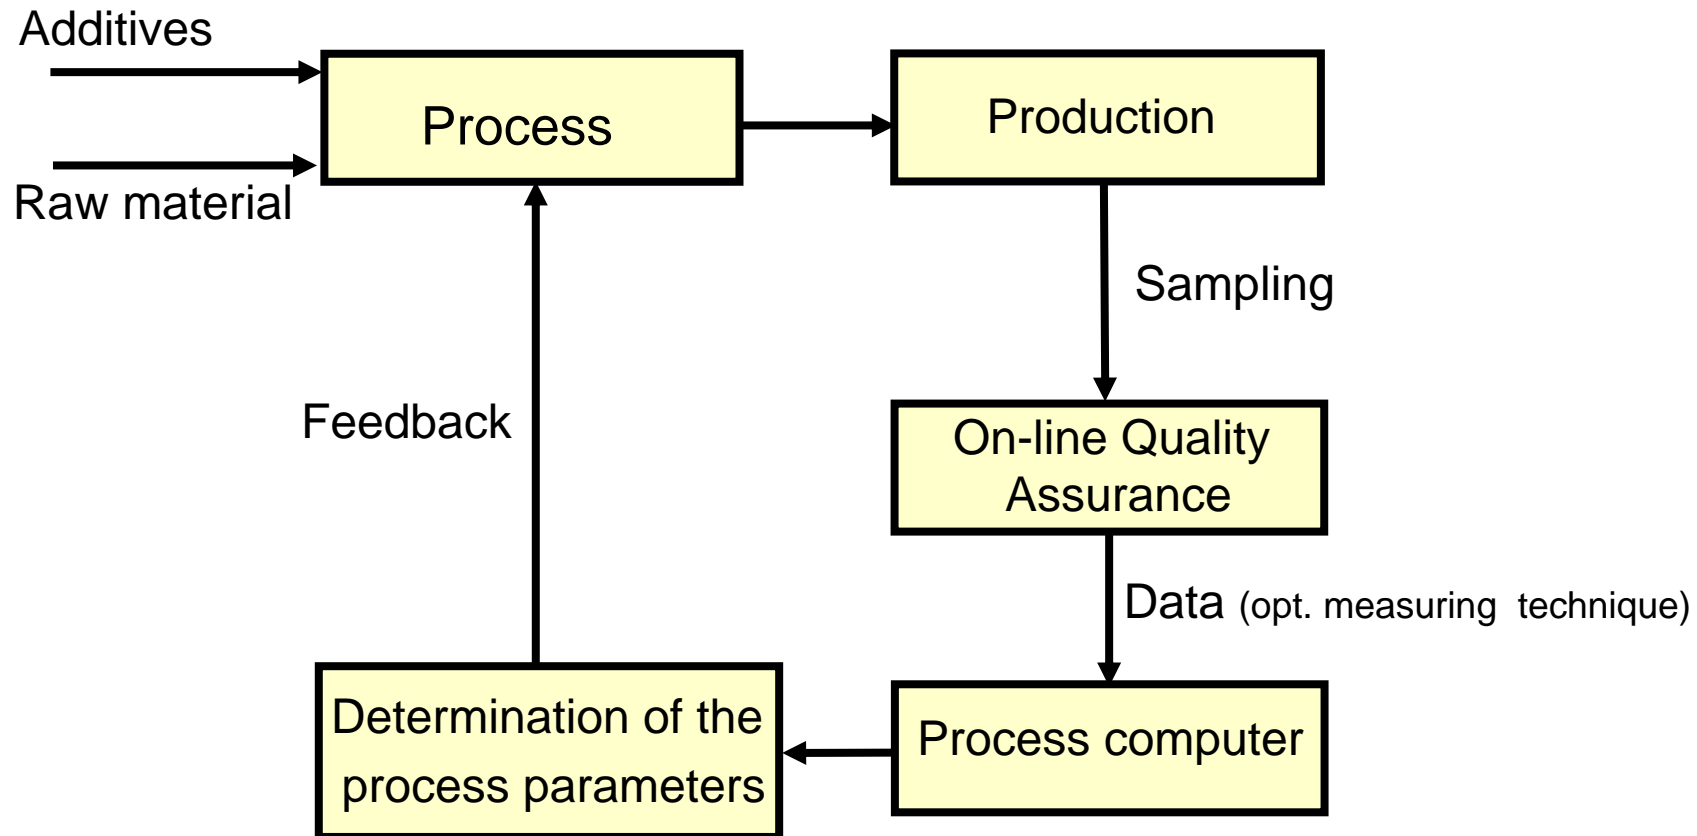 Additives
Process
Production
Raw material
Sampling
Feedback
On-line Quality
Assurance
Data (opt. measuring technique)
Determination of the
process parameters
Process computer